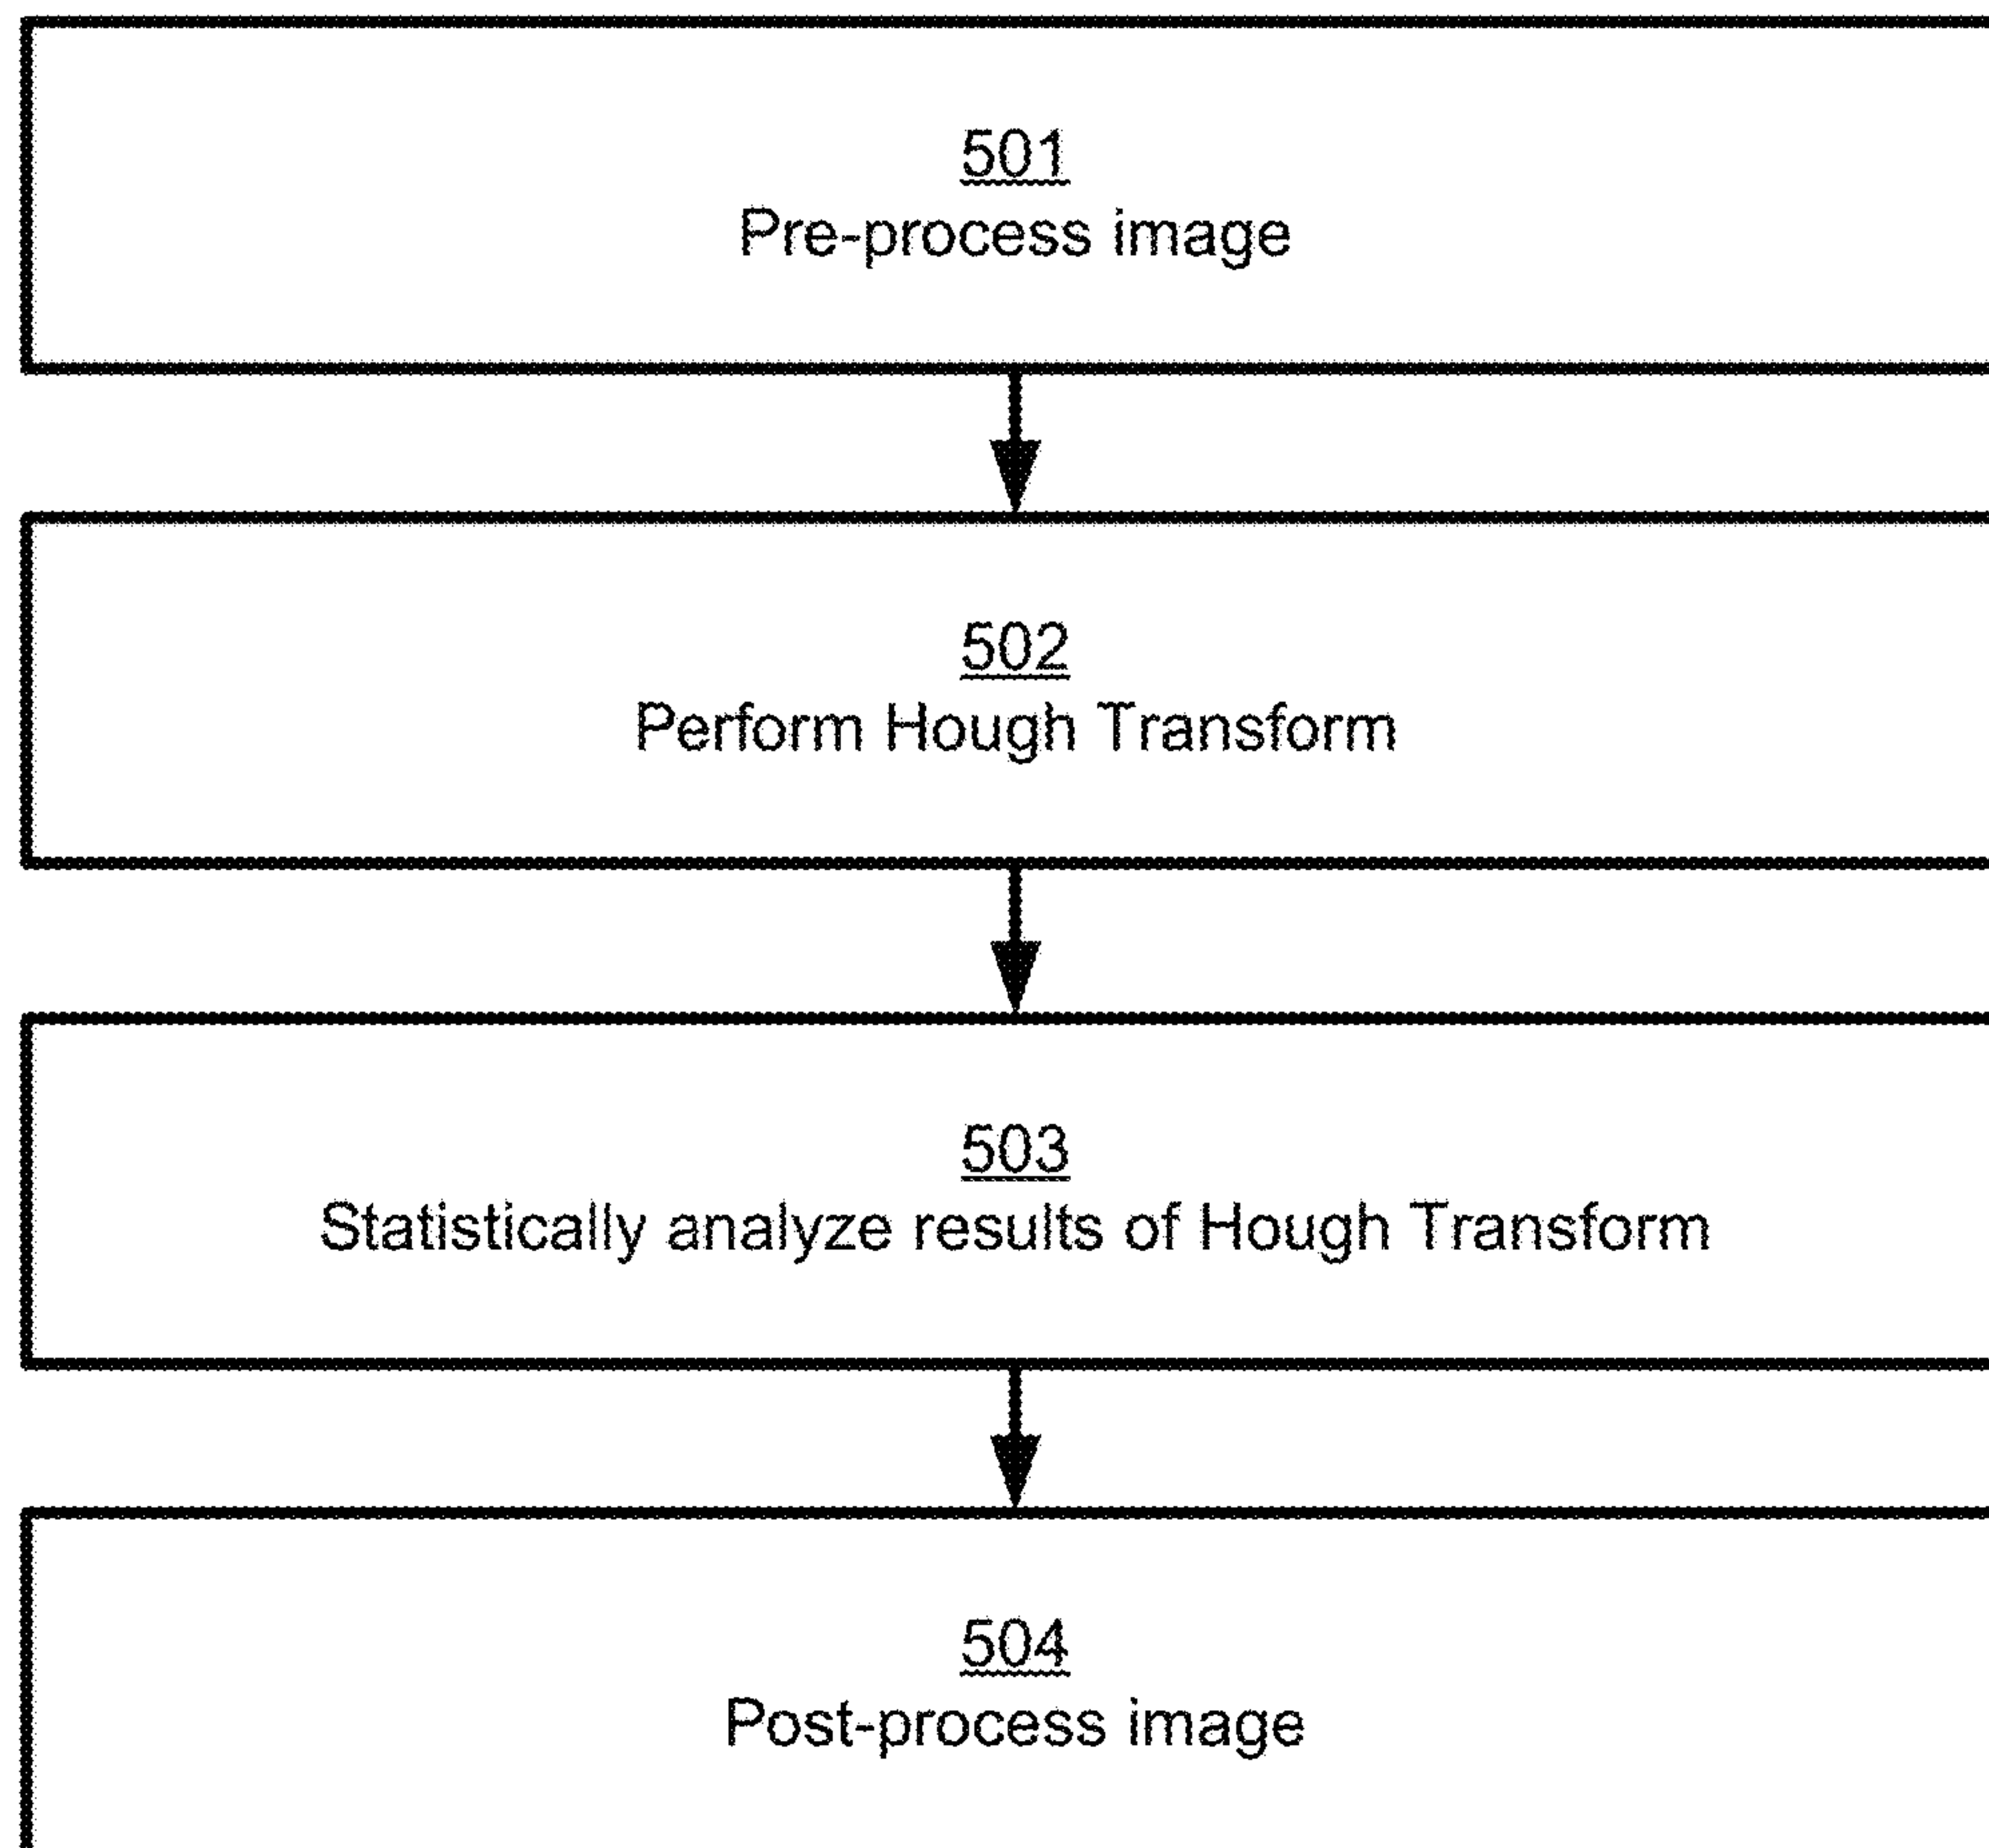 501
Pre-process image
502
Perform Hough Transform
503
Statistically analyze results of Hough Transform
504
Post-process image